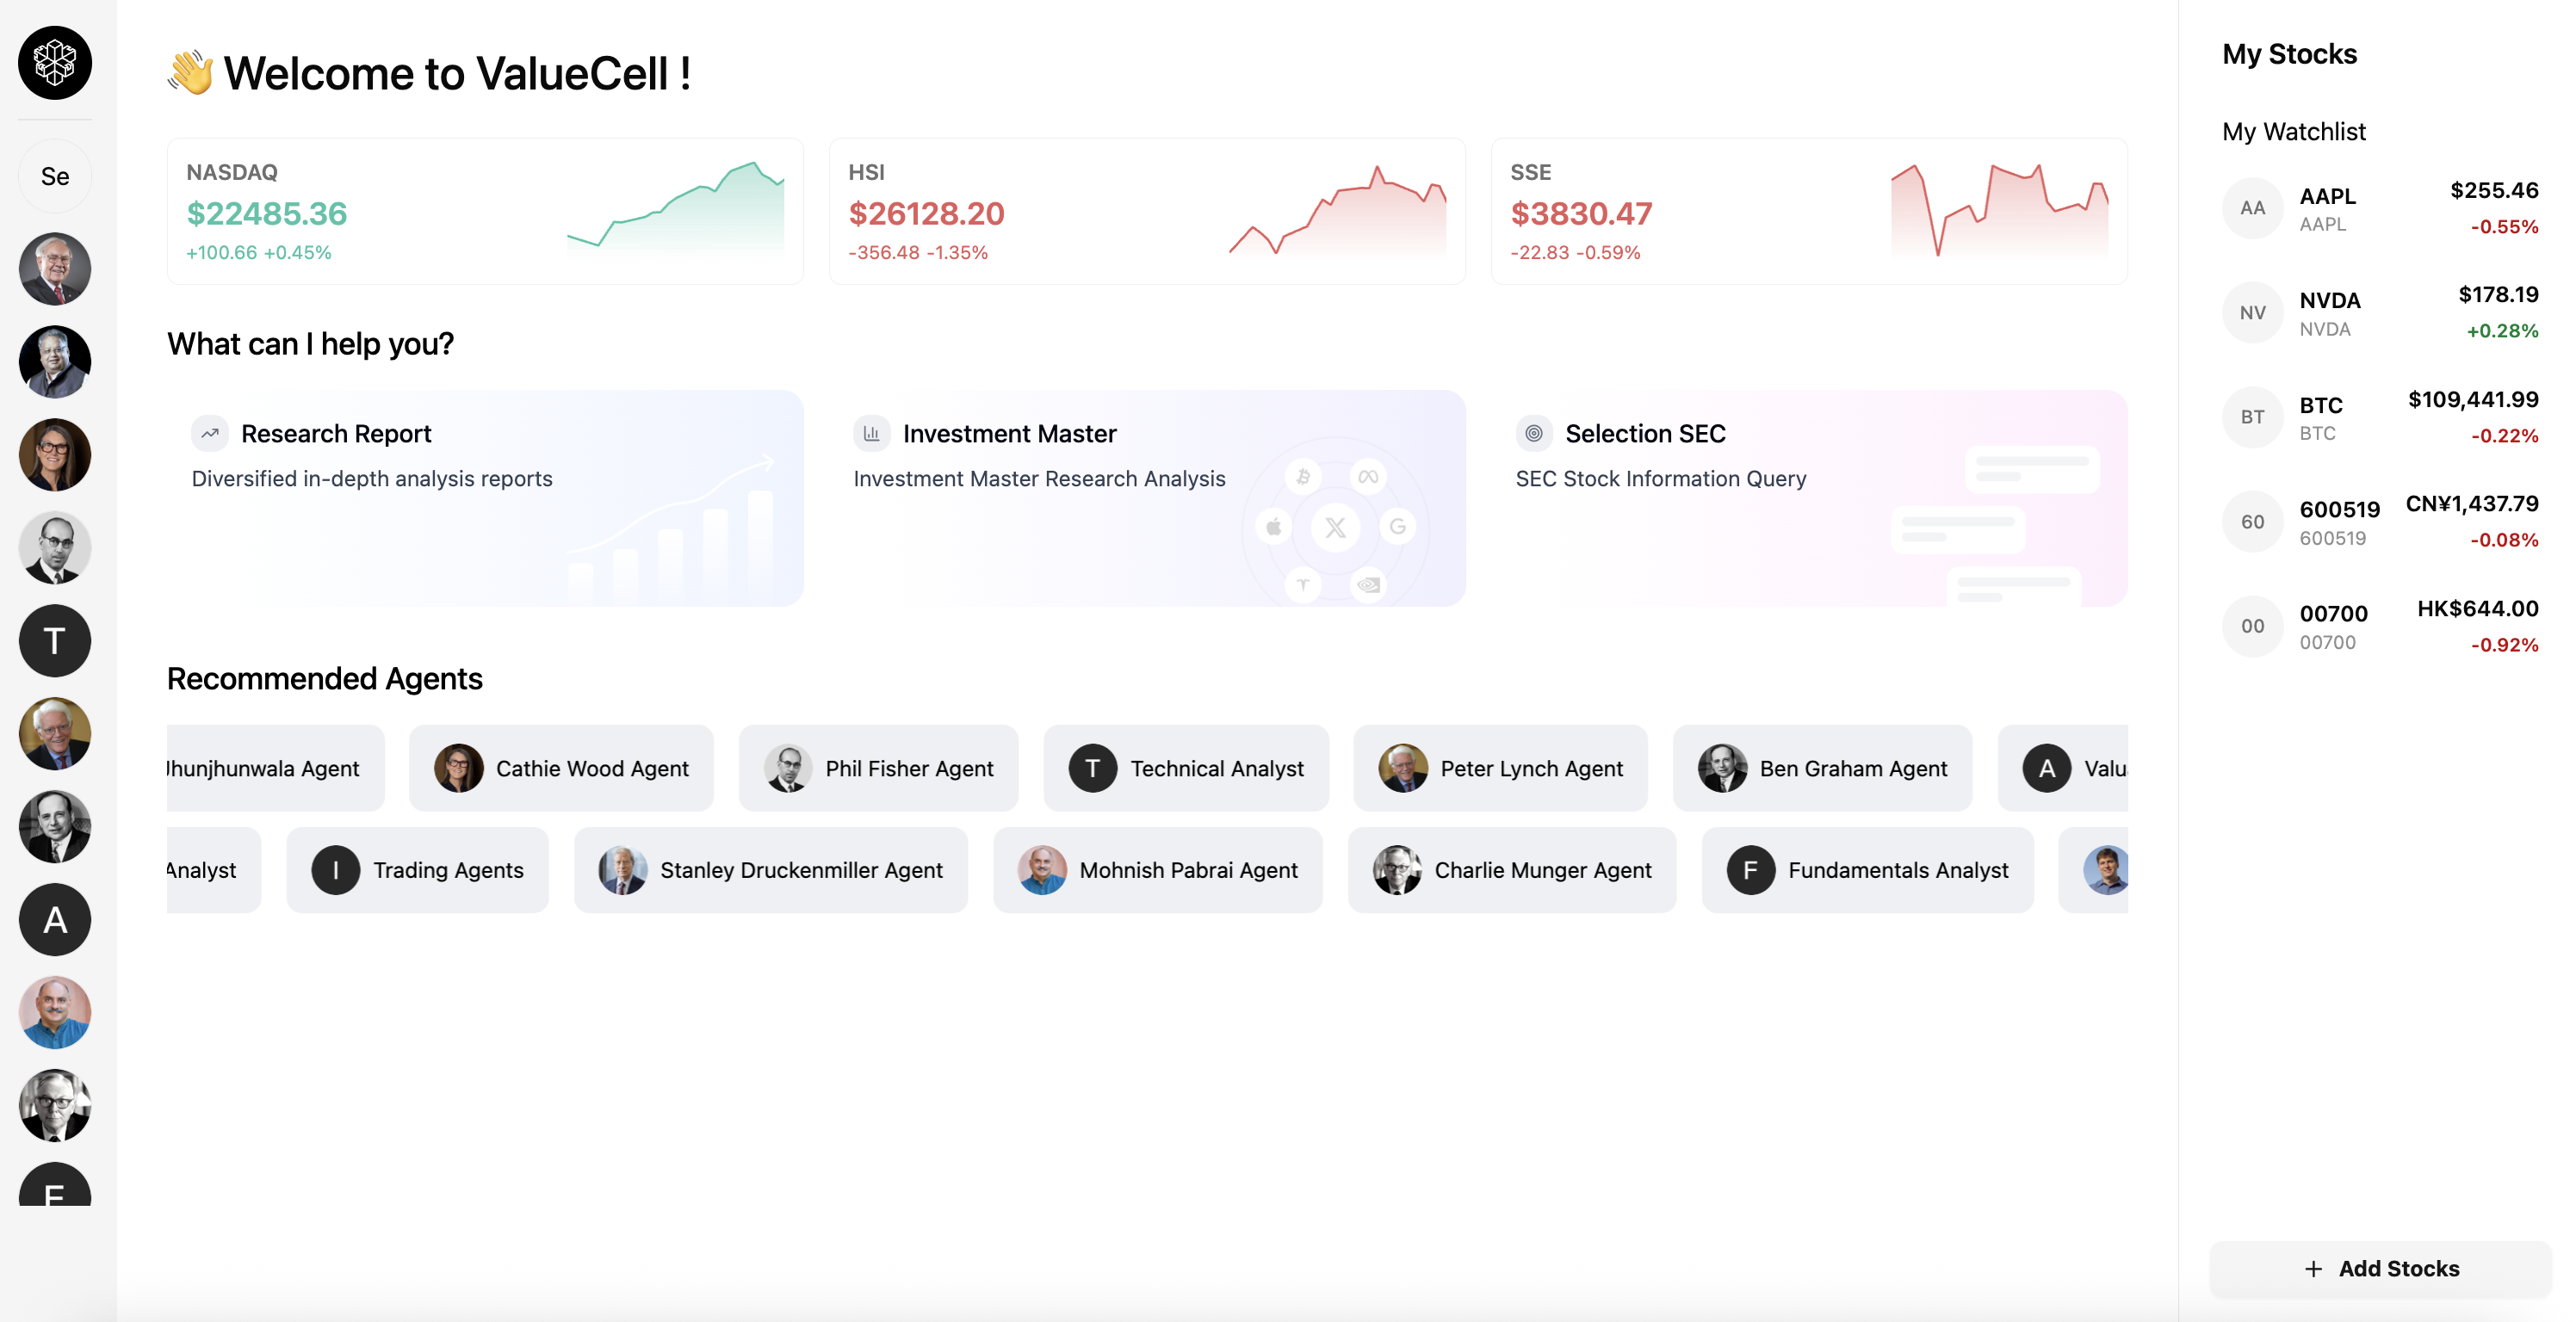 Se
T
A
👋 Welcome to ValueCell !
NASDAQ
$22485.36
+100.66 +0.45%
HSI
$26128.20
-356.48 -1.35%
SSE
$3830.47
-22.83 -0.59%
What can I help you?
Research Report
Diversified in-depth analysis reports
Investment Master
Investment Master Research Analysis
Selection SEC
SEC Stock Information Query
Recommended Agents
Jhunjhunwala Agent
Cathie Wood Agent
Phil Fisher Agent
T Technical Analyst
Peter Lynch Agent
Ben Graham Agent
A Valu
Analyst
I Trading Agents
Stanley Druckenmiller Agent
Mohnish Pabrai Agent
Charlie Munger Agent
F Fundamentals Analyst
My Stocks
My Watchlist
AA
AAPL
AAPL
$255.46
-0.55%
NV
NVDA
NVDA
$178.19
+0.28%
BT
BTC
BTC
$109,441.99
-0.22%
60
600519
600519
CN¥1,437.79
-0.08%
00
00700
00700
HK$644.00
-0.92%
+ Add Stocks